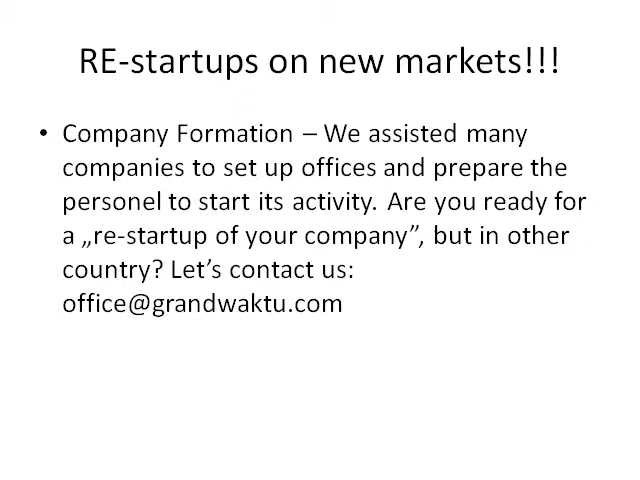 RE-startups on new markets!!!
• Company Formation – We assisted many
companies to set up offices and prepare the
personel to start its activity. Are you ready for
a „re-startup of your company”, but in other
country? Let’s contact us:
office@grandwaktu.com